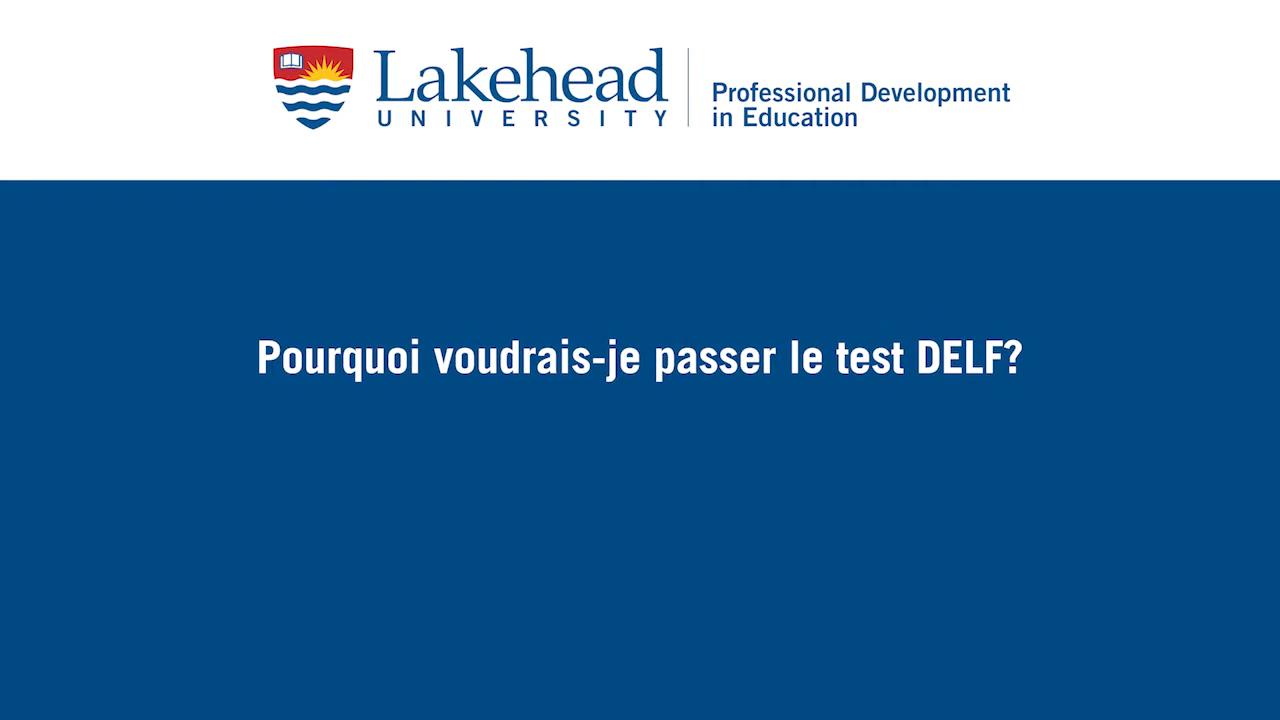 Lakehead
UNIVERSITY
Professional Development
in Education
Pourquoi voudrais-je passer le test DELF?